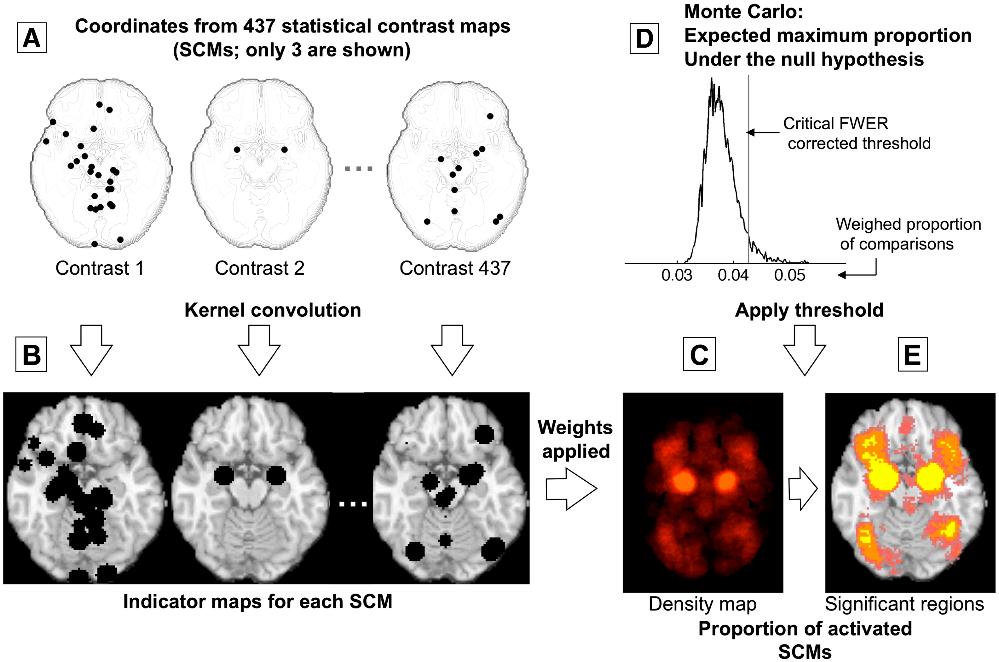 A
Coordinates from 437 statistical contrast maps
(SCMs; only 3 are shown)
Contrast 1
Contrast 2
...
Contrast 437
Kernel convolution
B
...
Indicator maps for each SCM
Weights
applied
D
Monte Carlo:
Expected maximum proportion
Under the null hypothesis
Critical FWER
corrected threshold
Weighed proportion
of comparisons
0.03
0.04
0.05
Apply threshold
C
E
Density map
Significant regions
Proportion of activated
SCMs